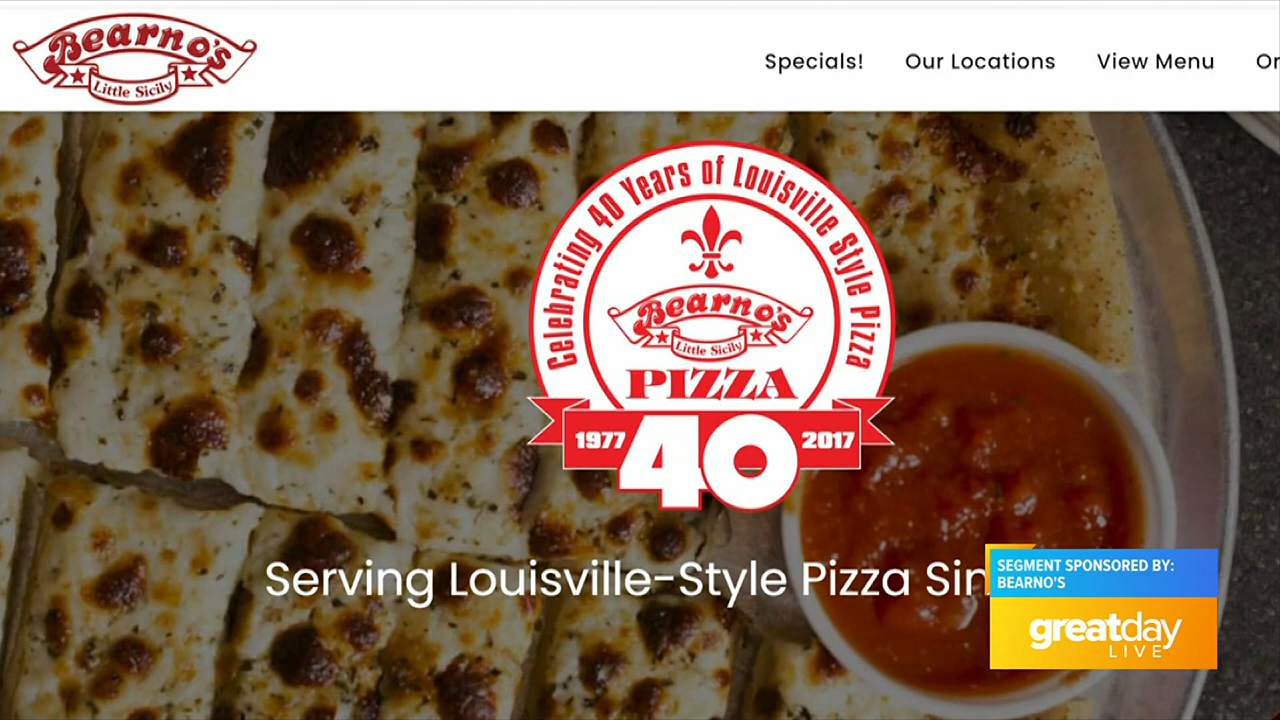 Bearno's
Little Sicily
Specials!
Our Locations
View Menu
Or
Celebrating 40 Years of Louisville Style Pizza
Bearno's
Little Sicily
PIZZA
1977 40 2017
Serving Louisville-Style Pizza Sin
SEGMENT SPONSORED BY:
BEARNO'S
greatday
LIVE